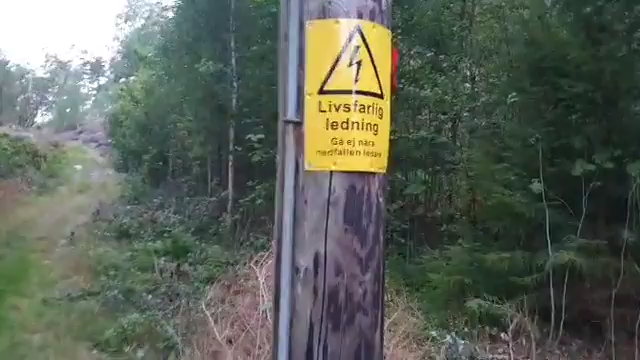 Livsfarlig
ledning
Gå ej nära
nedfallen ledning